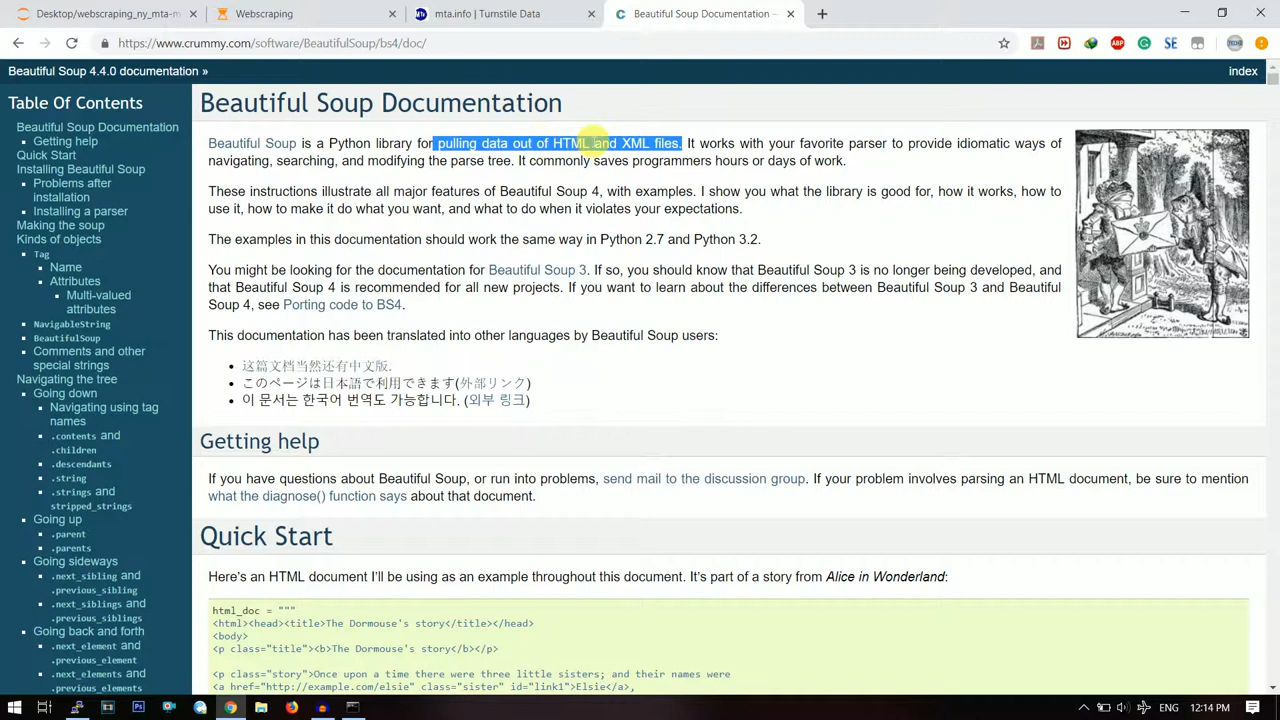 Desktop/webscraping_ny_mta-m
Webscraping
mta.info | Turnstile Data
Beautiful Soup Documentation —
https://www.crummy.com/software/BeautifulSoup/bs4/doc/
Beautiful Soup 4.4.0 documentation »
index
Table Of Contents
Beautiful Soup Documentation
Getting help
Quick Start
Installing Beautiful Soup
Problems after
installation
Installing a parser
Making the soup
Kinds of objects
Tag
Name
Attributes
Multi-valued
attributes
NavigableString
BeautifulSoup
Comments and other
special strings
Navigating the tree
Going down
Navigating using tag
names
.contents and
.children
.descendants
.string
.strings and
stripped_strings
Going up
.parent
.parents
Going sideways
.next_sibling and
.previous_sibling
.next_siblings and
.previous_siblings
Going back and forth
.next_element and
.previous_element
.next_elements and
.previous_elements
Beautiful Soup Documentation
Beautiful Soup is a Python library for pulling data out of HTML and XML files. It works with your favorite parser to provide idiomatic ways of
navigating, searching, and modifying the parse tree. It commonly saves programmers hours or days of work.
These instructions illustrate all major features of Beautiful Soup 4, with examples. I show you what the library is good for, how it works, how to
use it, how to make it do what you want, and what to do when it violates your expectations.
The examples in this documentation should work the same way in Python 2.7 and Python 3.2.
You might be looking for the documentation for Beautiful Soup 3. If so, you should know that Beautiful Soup 3 is no longer being developed, and
that Beautiful Soup 4 is recommended for all new projects. If you want to learn about the differences between Beautiful Soup 3 and Beautiful
Soup 4, see Porting code to BS4.
This documentation has been translated into other languages by Beautiful Soup users:
这篇文档当然还有中文版.
このページは日本語で利用できます(外部リンク)
이 문서는 한국어 번역도 가능합니다. (외부 링크)
Getting help
If you have questions about Beautiful Soup, or run into problems, send mail to the discussion group. If your problem involves parsing an HTML document, be sure to mention
what the diagnose() function says about that document.
Quick Start
Here's an HTML document I'll be using as an example throughout this document. It's part of a story from Alice in Wonderland:
html_doc = """
<html><head><title>The Dormouse's story</title></head>
<body>
<p class="title"><b>The Dormouse's story</b></p>
<p class="story">Once upon a time there were three little sisters; and their names were
<a href="http://example.com/elsie" class="sister" id="link1">Elsie</a>,
ENG
12:14 PM